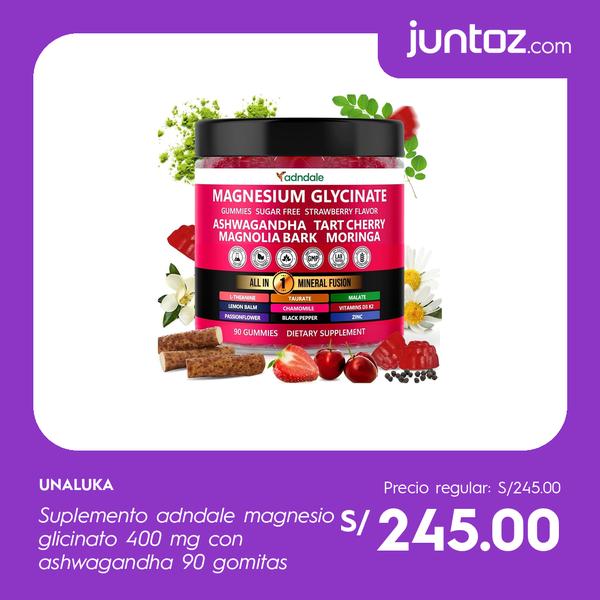 juntoz.com
adndale
MAGNESIUM GLYCINATE
GUMMIES SUGAR FREE STRAWBERRY FLAVOR
ASHWAGANDHA TART CHERRY
MAGNOLIA BARK MORINGA
GMP
LAB
ALL IN 1 MINERAL FUSION
L-THEANINE TAURATE MALATE
LEMON BALM CHAMOMILE VITAMINS D3 K2
PASSIONFLOWER BLACK PEPPER ZINC
90 GUMMIES DIETARY SUPPLEMENT
UNALUKA
Precio regular: S/245.00
Suplemento adndale magnesio
glicinato 400 mg con
ashwagandha 90 gomitas
S/ 245.00